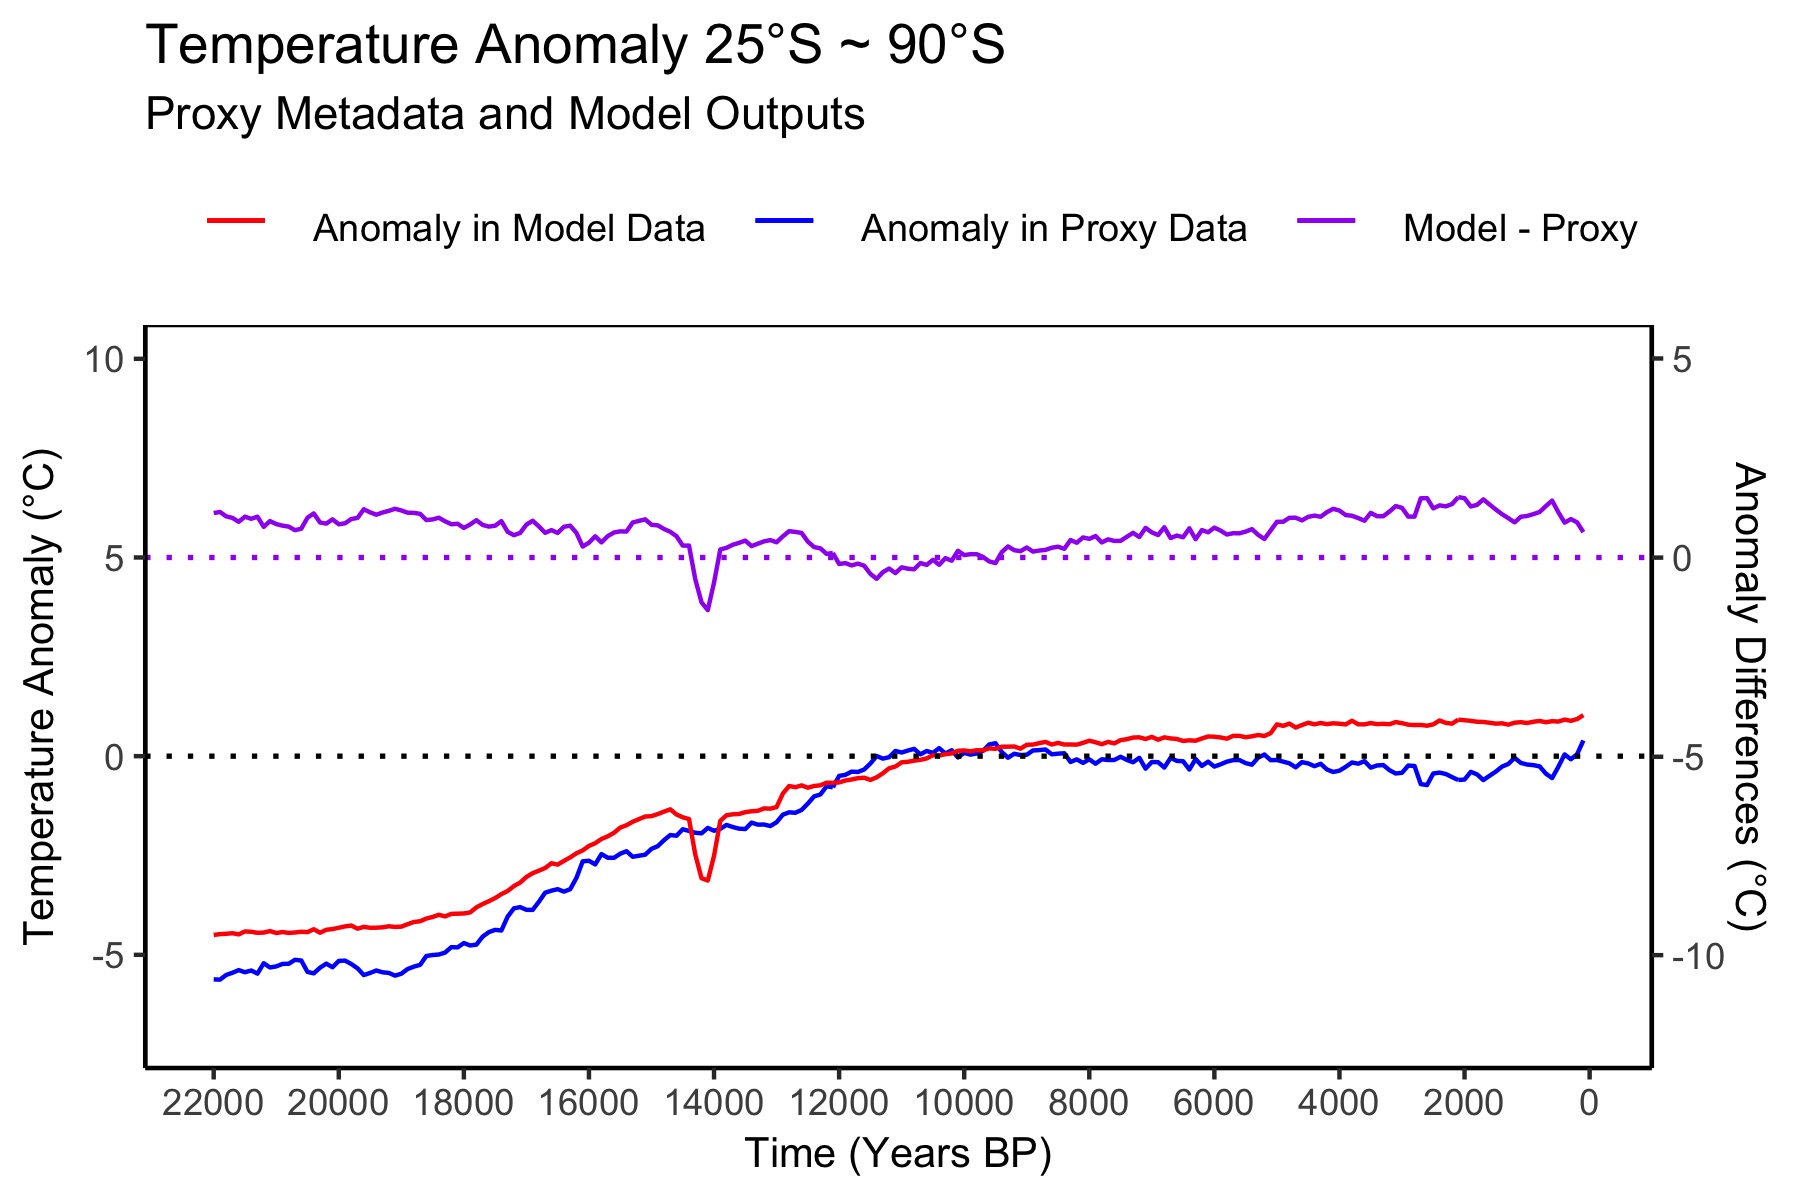 Temperature Anomaly 25°S ~ 90°S
Proxy Metadata and Model Outputs
Anomaly in Model Data
Anomaly in Proxy Data
Model - Proxy
Temperature Anomaly (°C)
10
5
0
-5
5
0
-5
-10
Anomaly Differences (°C)
22000 20000 18000 16000 14000 12000 10000 8000 6000 4000 2000 0
Time (Years BP)